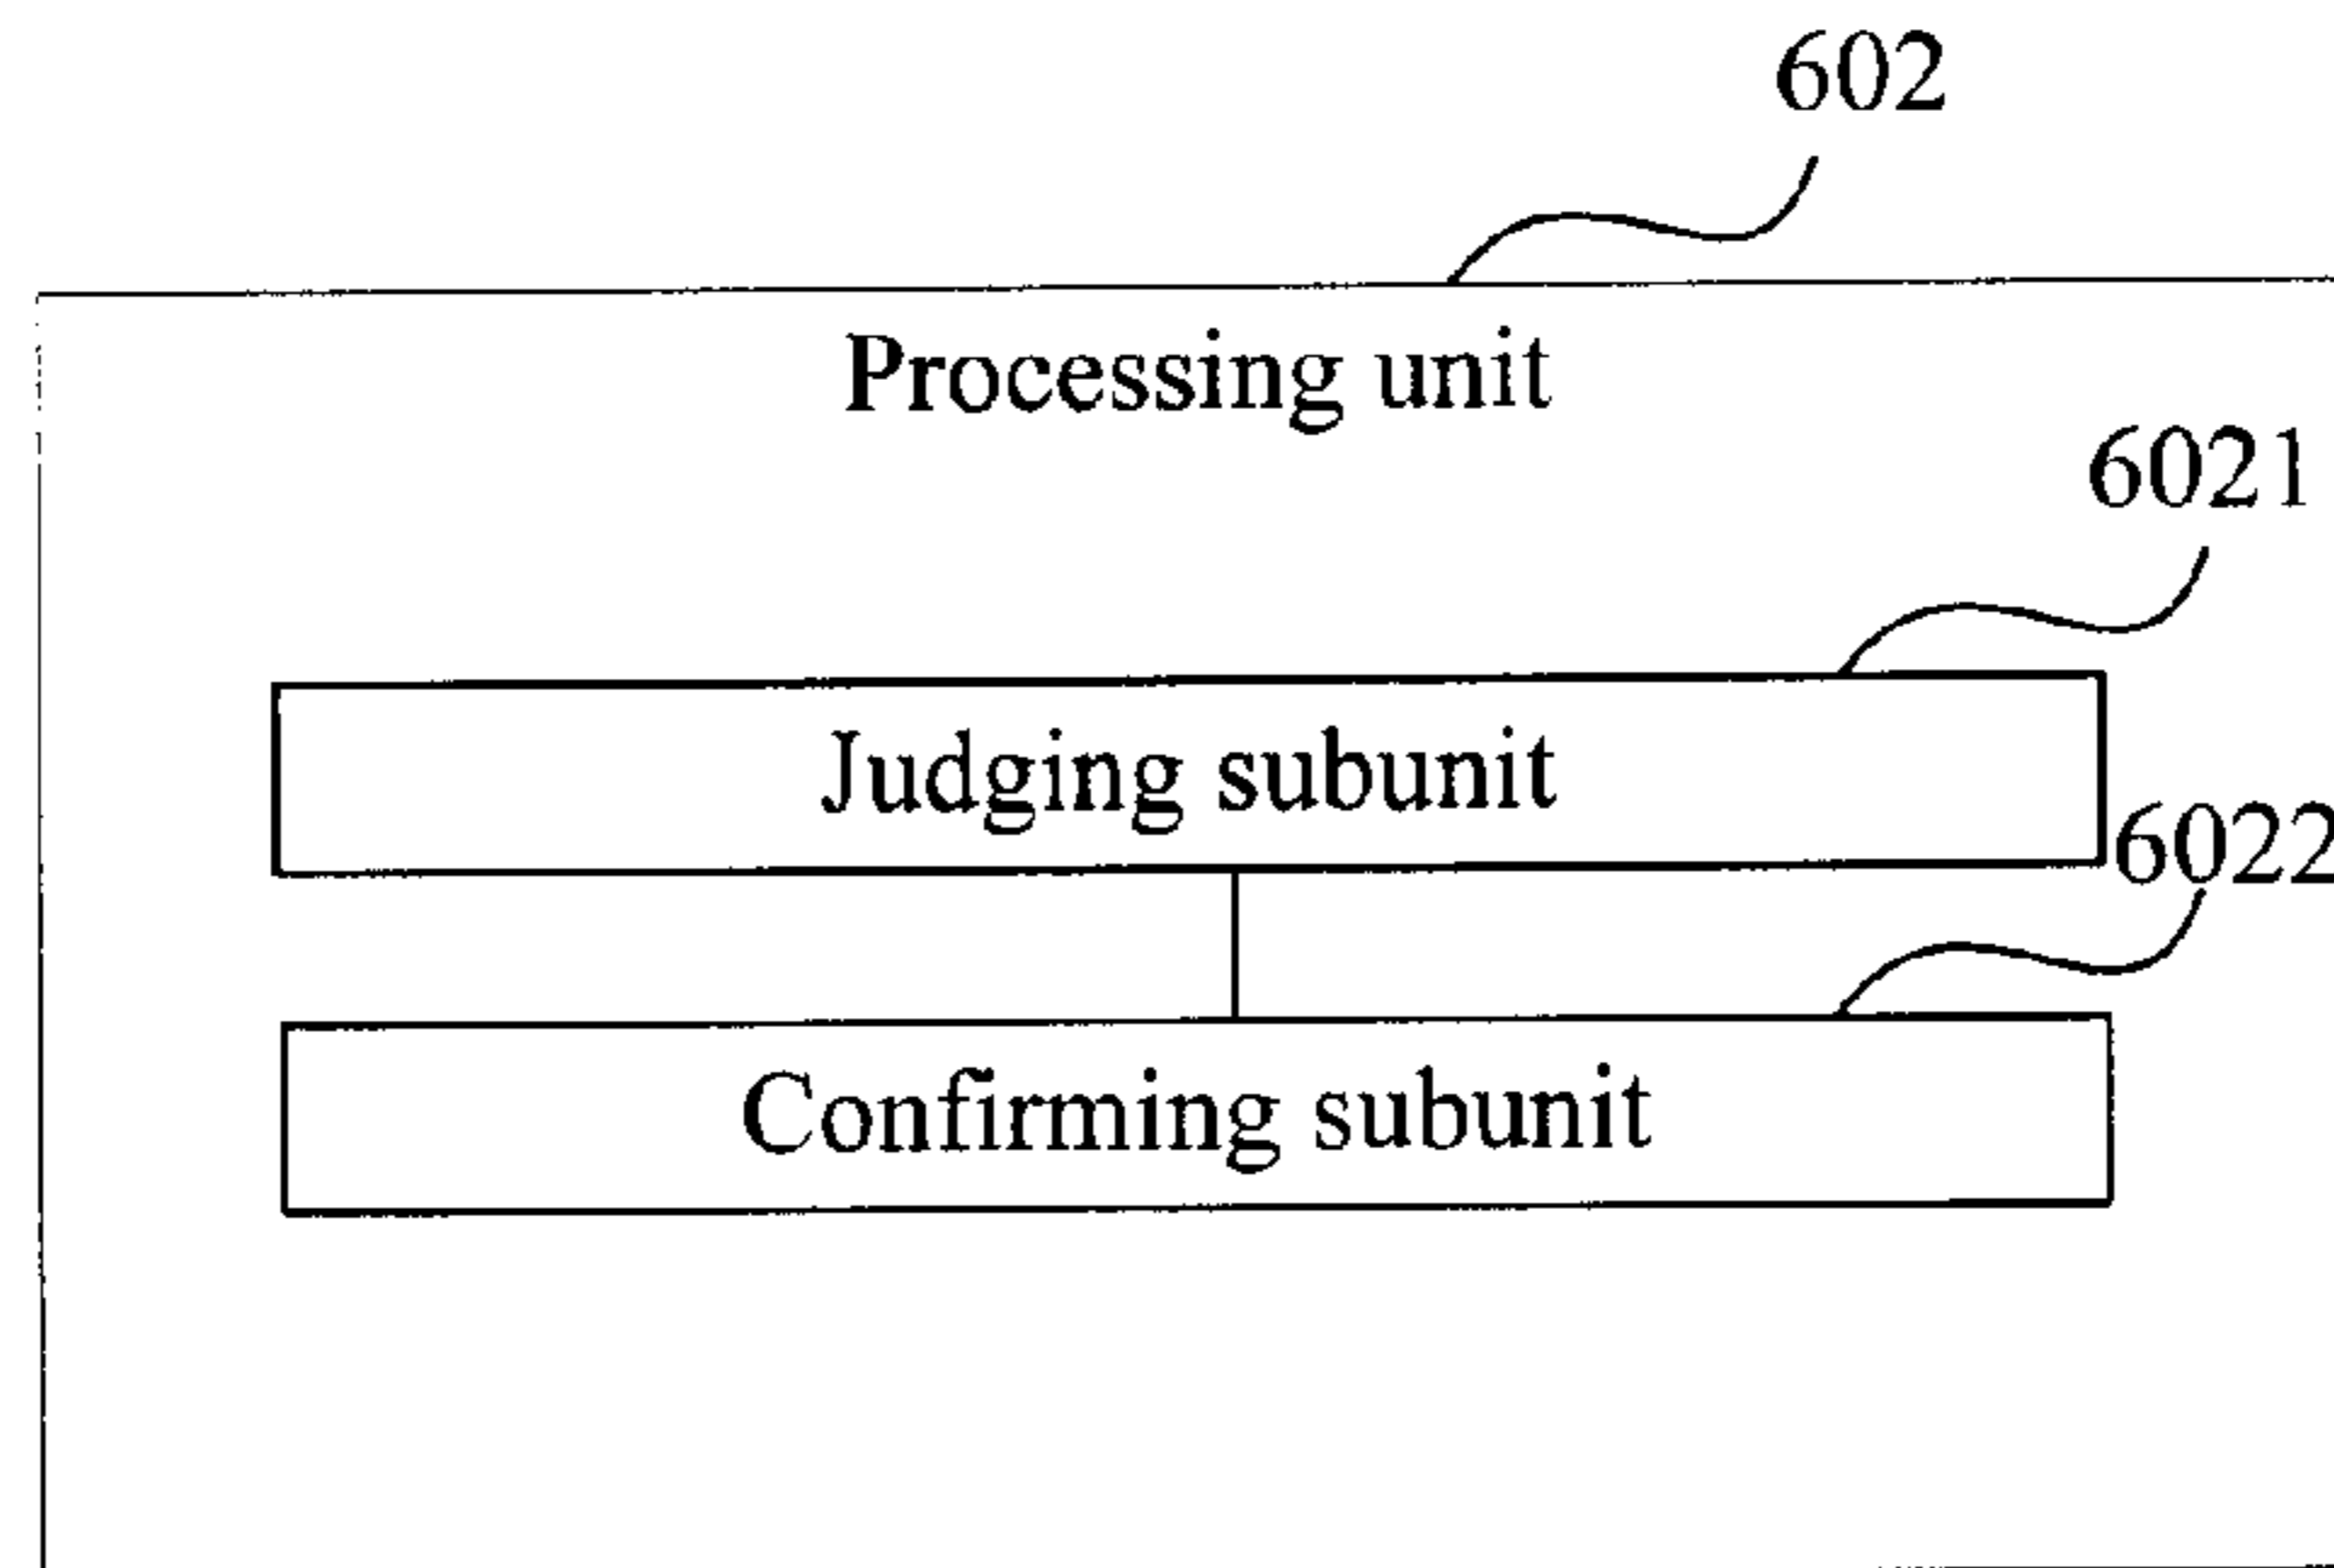 602
Processing unit
6021
Judging subunit
6022
Confirming subunit